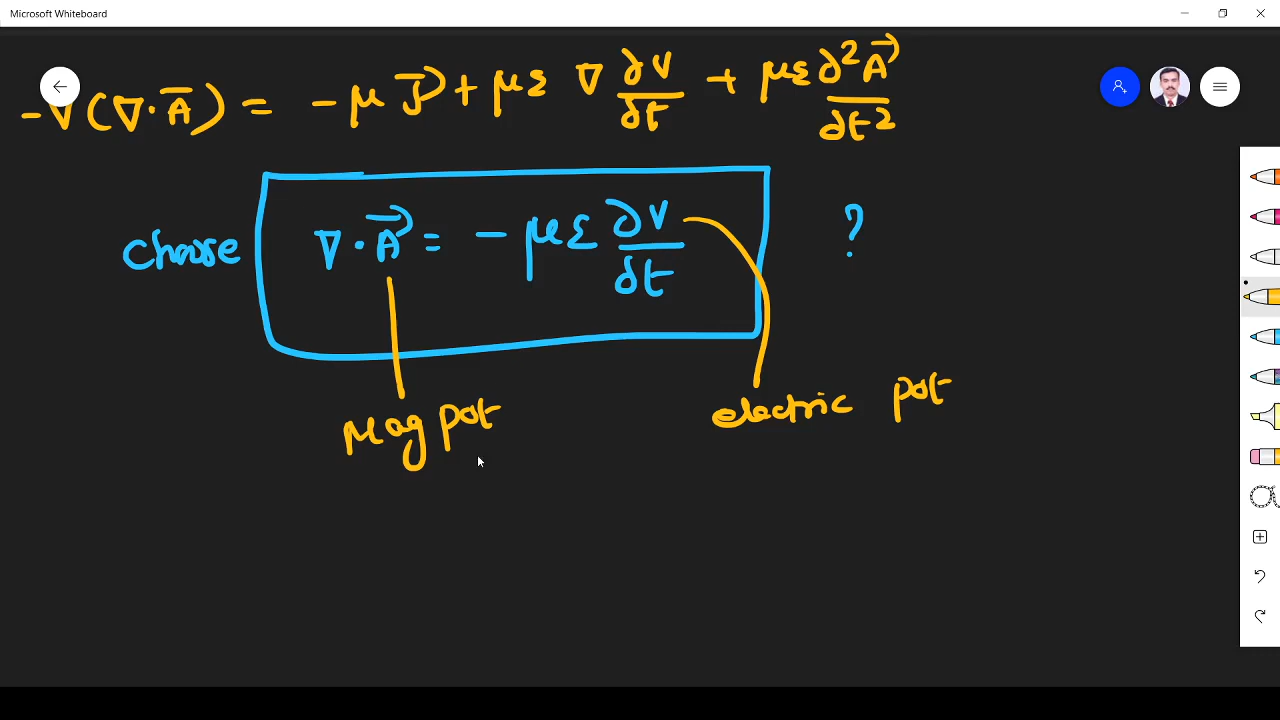 Microsoft Whiteboard
-∇(∇·A⃗) = -μJ⃗ + με ∇ ∂V/∂t + με ∂²A⃗/∂t²
choose ∇·A⃗ = -με ∂V/∂t ?
Mag pot electric pot